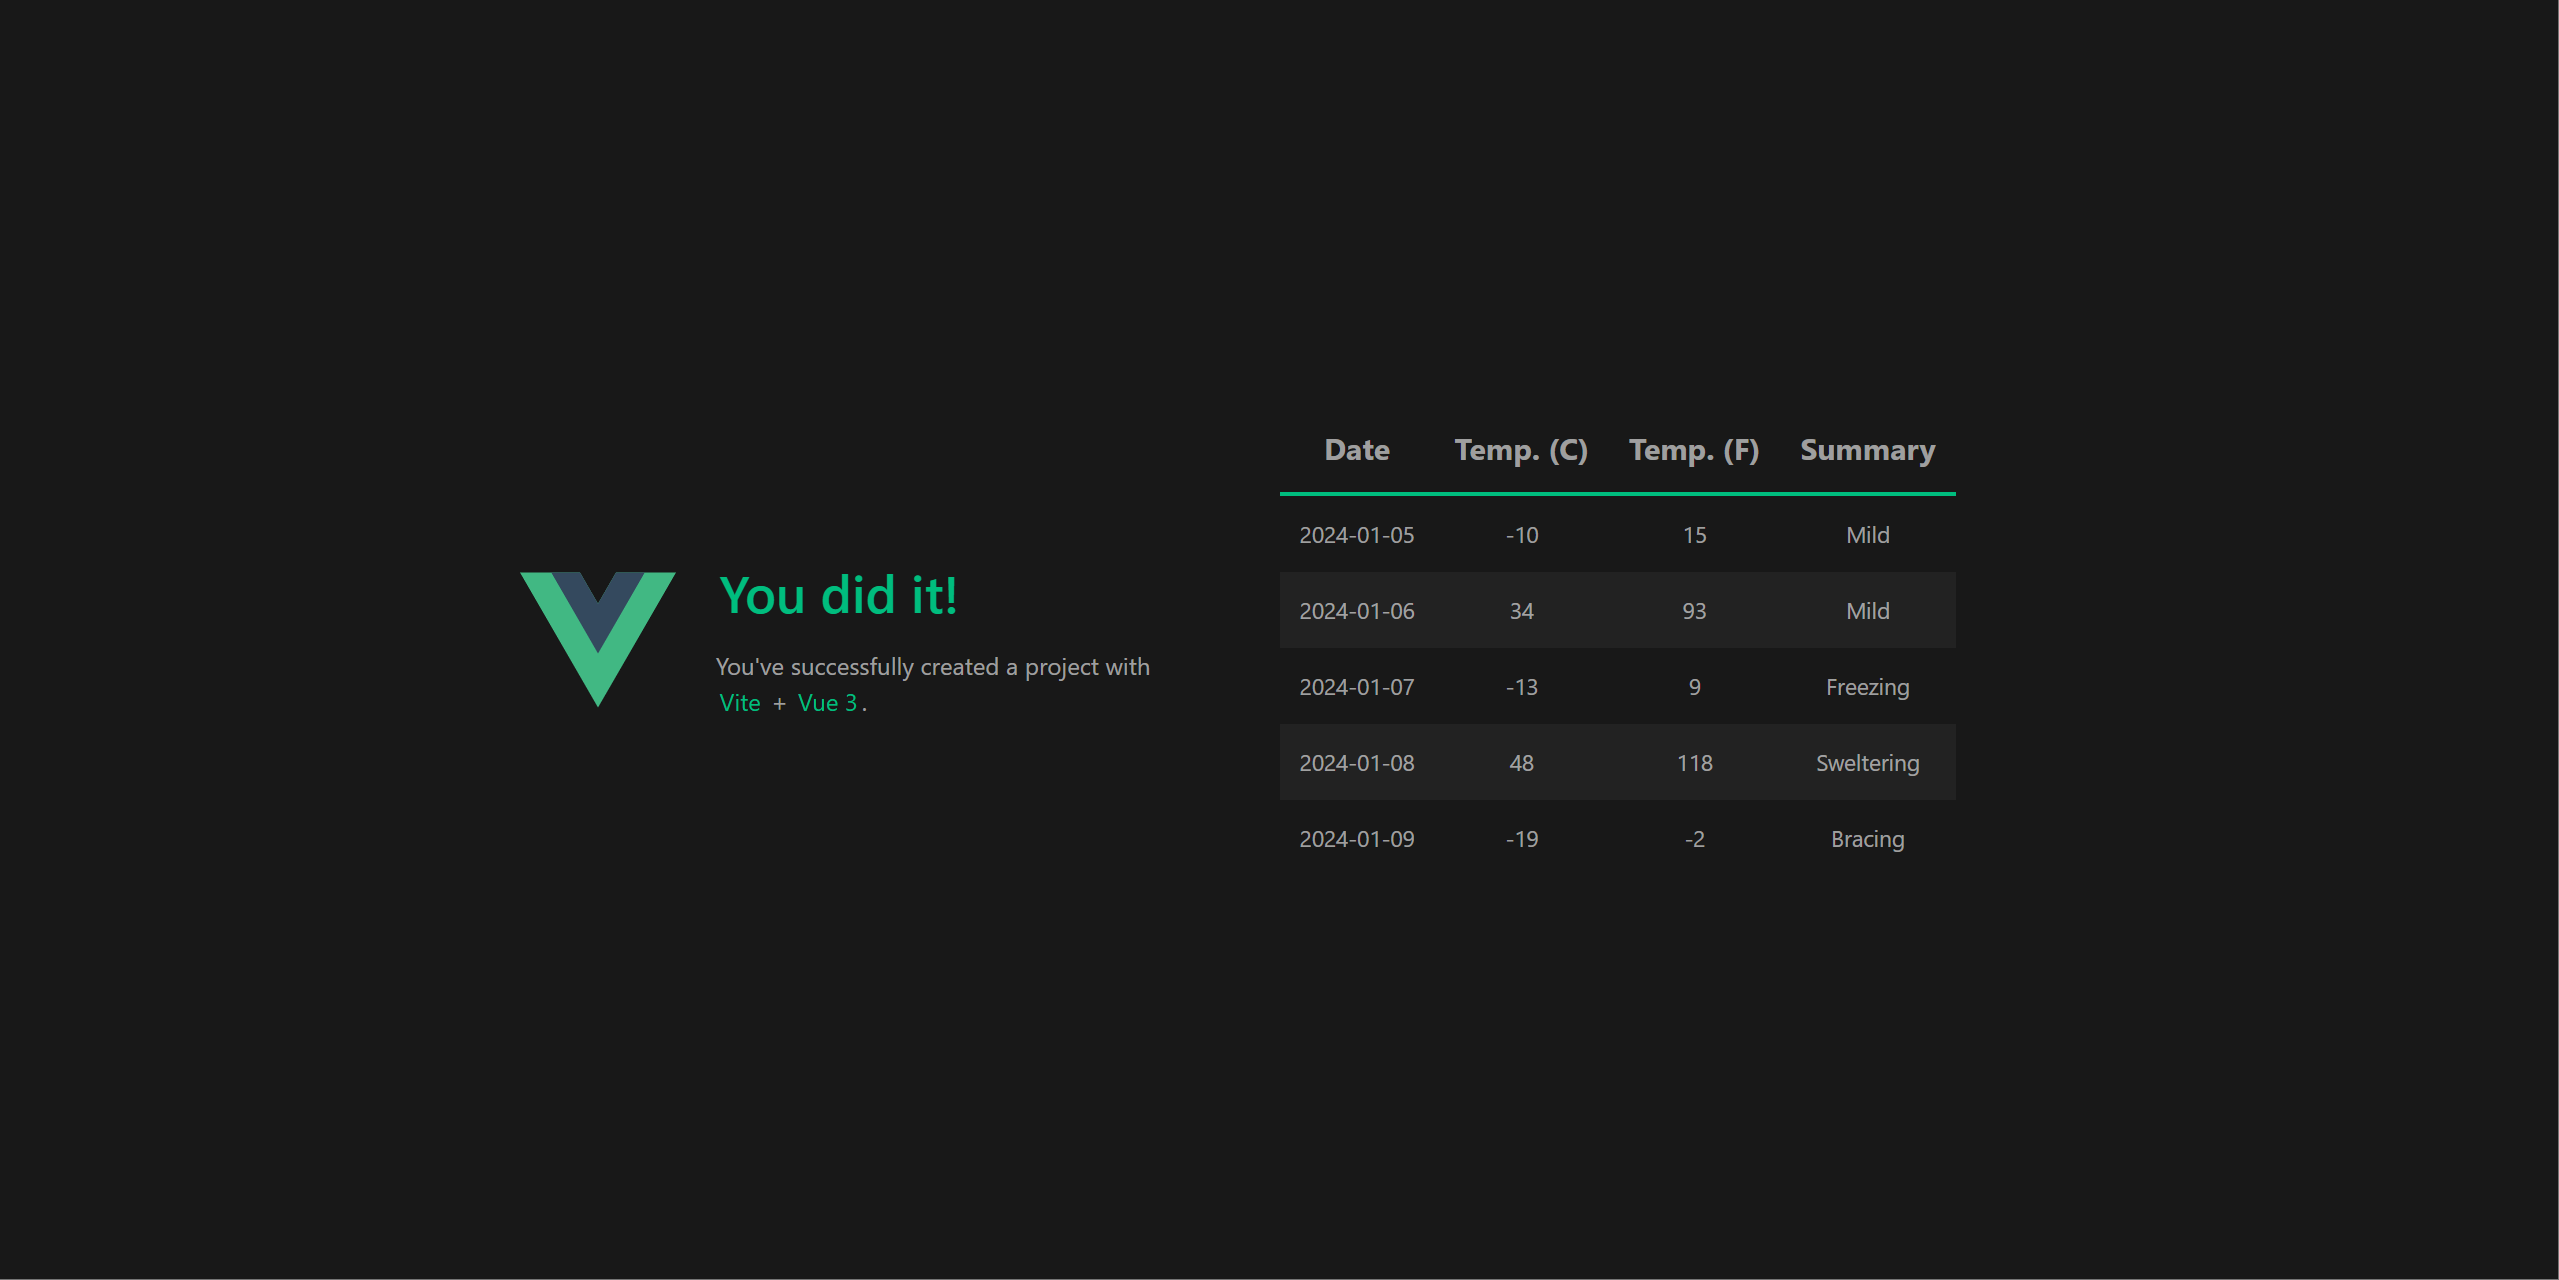 You did it!
You've successfully created a project with
Vite + Vue 3.
Date Temp. (C) Temp. (F) Summary
2024-01-05 -10 15 Mild
2024-01-06 34 93 Mild
2024-01-07 -13 9 Freezing
2024-01-08 48 118 Sweltering
2024-01-09 -19 -2 Bracing